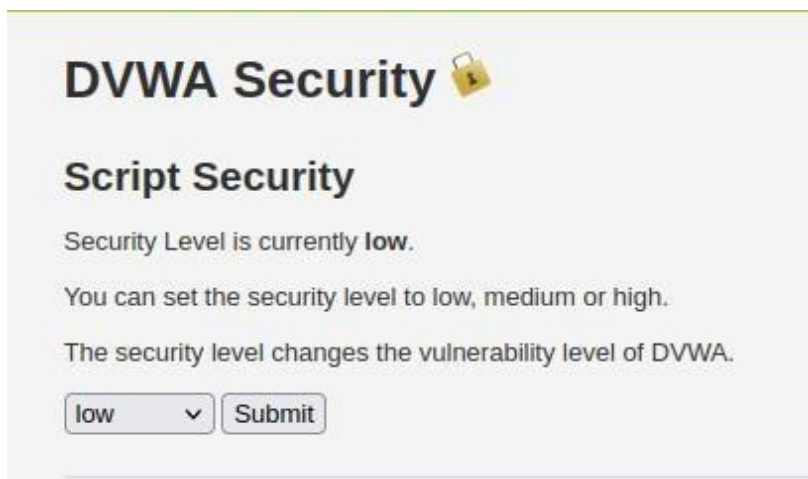 DVWA Security
Script Security
Security Level is currently low.
You can set the security level to low, medium or high.
The security level changes the vulnerability level of DVWA.
low Submit